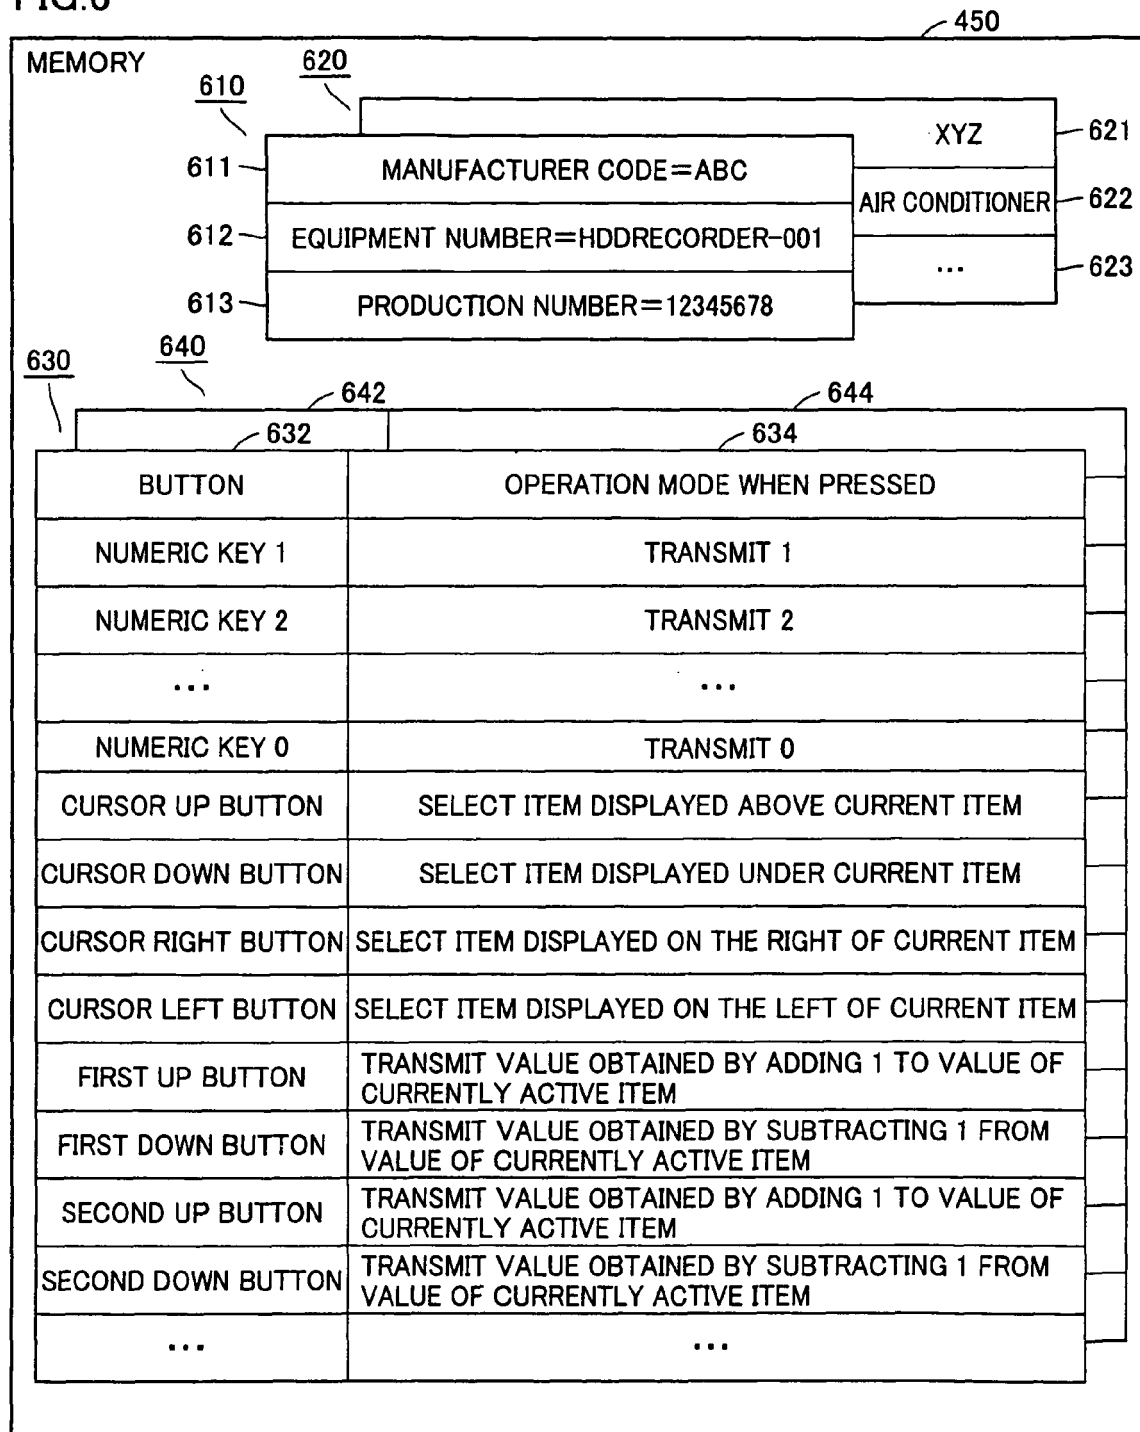 FIG.6
450
MEMORY
620
610
XYZ
621
611
MANUFACTURER CODE=ABC
AIR CONDITIONER
622
612
EQUIPMENT NUMBER=HDDRECORDER-001
...
623
613
PRODUCTION NUMBER=12345678
640
630
642
644
632
634
BUTTON
OPERATION MODE WHEN PRESSED
NUMERIC KEY 1
TRANSMIT 1
NUMERIC KEY 2
TRANSMIT 2
...
...
NUMERIC KEY 0
TRANSMIT 0
CURSOR UP BUTTON
SELECT ITEM DISPLAYED ABOVE CURRENT ITEM
CURSOR DOWN BUTTON
SELECT ITEM DISPLAYED UNDER CURRENT ITEM
CURSOR RIGHT BUTTON
SELECT ITEM DISPLAYED ON THE RIGHT OF CURRENT ITEM
CURSOR LEFT BUTTON
SELECT ITEM DISPLAYED ON THE LEFT OF CURRENT ITEM
FIRST UP BUTTON
TRANSMIT VALUE OBTAINED BY ADDING 1 TO VALUE OF
CURRENTLY ACTIVE ITEM
FIRST DOWN BUTTON
TRANSMIT VALUE OBTAINED BY SUBTRACTING 1 FROM
VALUE OF CURRENTLY ACTIVE ITEM
SECOND UP BUTTON
TRANSMIT VALUE OBTAINED BY ADDING 1 TO VALUE OF
CURRENTLY ACTIVE ITEM
SECOND DOWN BUTTON
TRANSMIT VALUE OBTAINED BY SUBTRACTING 1 FROM
VALUE OF CURRENTLY ACTIVE ITEM
...
...